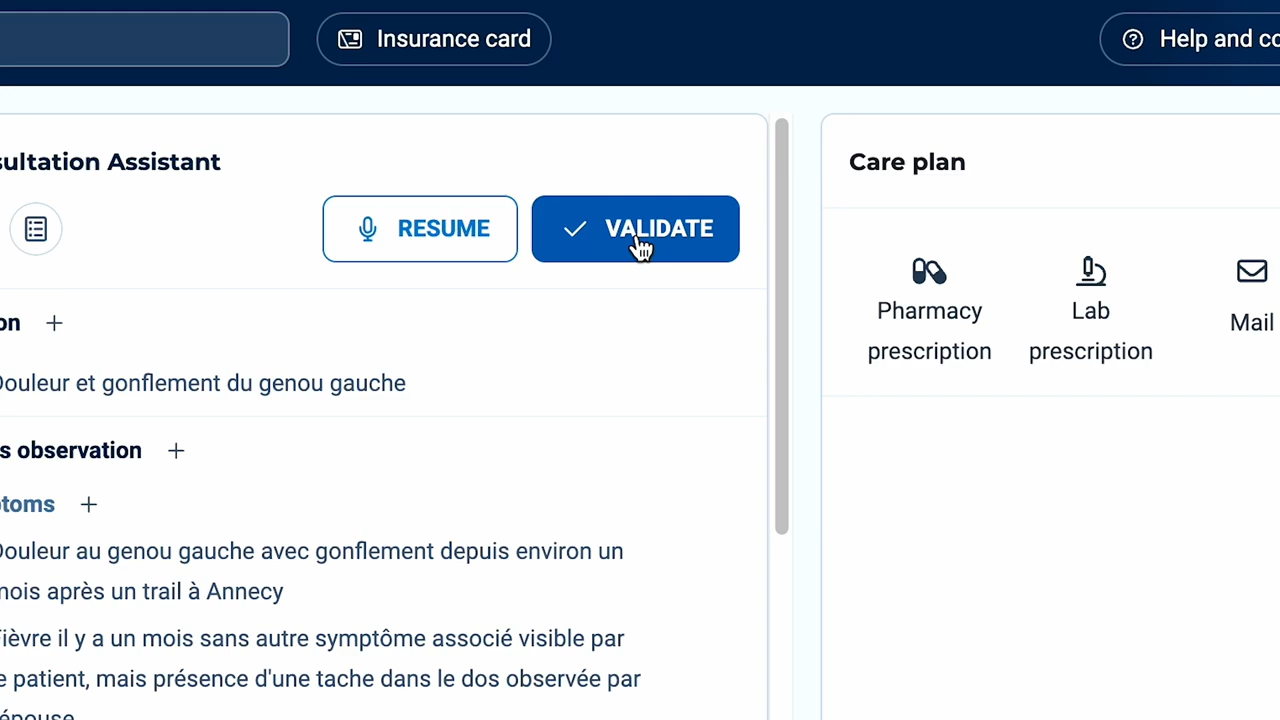 Insurance card
Help and co
sultation Assistant
RESUME
VALIDATE
on
Douleur et gonflement du genou gauche
s observation
toms
Douleur au genou gauche avec gonflement depuis environ un
mois après un trail à Annecy
Fièvre il y a un mois sans autre symptôme associé visible par
e patient, mais présence d'une tache dans le dos observée par
épouse
Care plan
Pharmacy
prescription
Lab
prescription
Mail